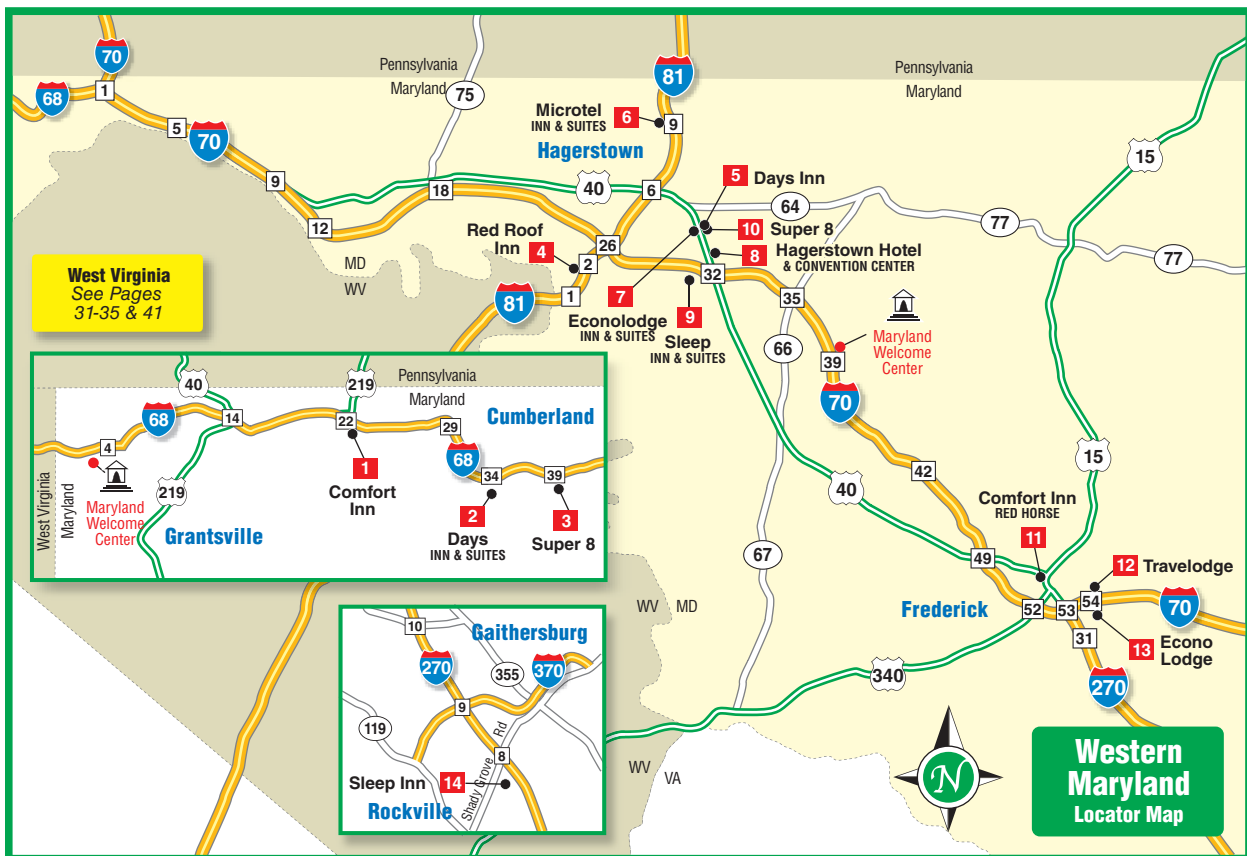 70
68
1
5
70
9
12
18
75
Pennsylvania
Maryland
81
Pennsylvania
Maryland
Microtel
INN & SUITES
6
9
Hagerstown
40
6
5
Days Inn
10
Super 8
8
Hagerstown Hotel
& CONVENTION CENTER
64
77
77
15
Red Roof
Inn
4
26
2
1
81
MD
WV
7
Econolodge
INN & SUITES
9
Sleep
INN & SUITES
32
35
66
39
Maryland
Welcome
Center
70
42
40
15
67
49
Comfort Inn
RED HORSE
11
12
Travelodge
Frederick
52
53
54
70
31
13
Econo
Lodge
270
340
WV
MD
WV
VA
West Virginia
See Pages
31-35 & 41
Pennsylvania
Maryland
40
219
68
14
22
29
Cumberland
4
West Virginia
Maryland
Maryland
Welcome
Center
219
Grantsville
1
Comfort
Inn
68
34
39
2
Days
INN & SUITES
3
Super 8
10
Gaithersburg
270
355
370
9
119
8
Shady Grove Rd
Sleep Inn
14
Rockville
N
Western
Maryland
Locator Map